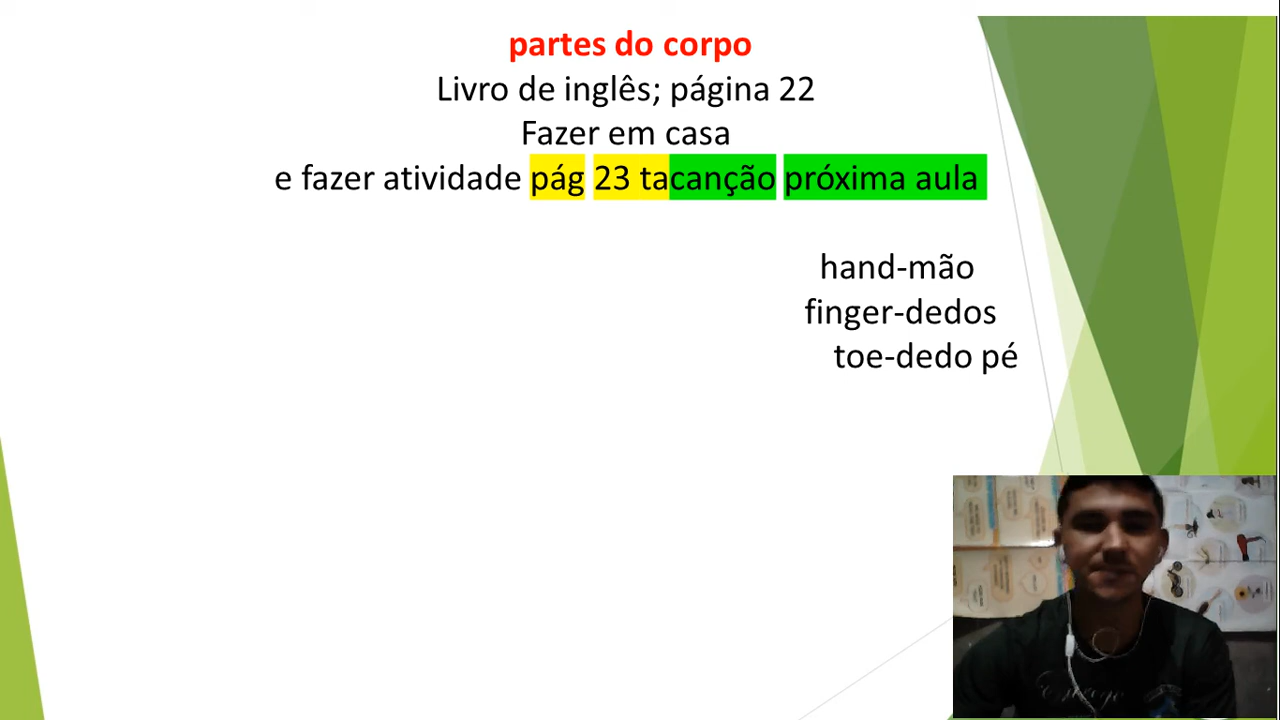 partes do corpo
Livro de inglês; página 22
Fazer em casa
e fazer atividade pág 23 tacanção próxima aula
hand-mão
finger-dedos
toe-dedo pé